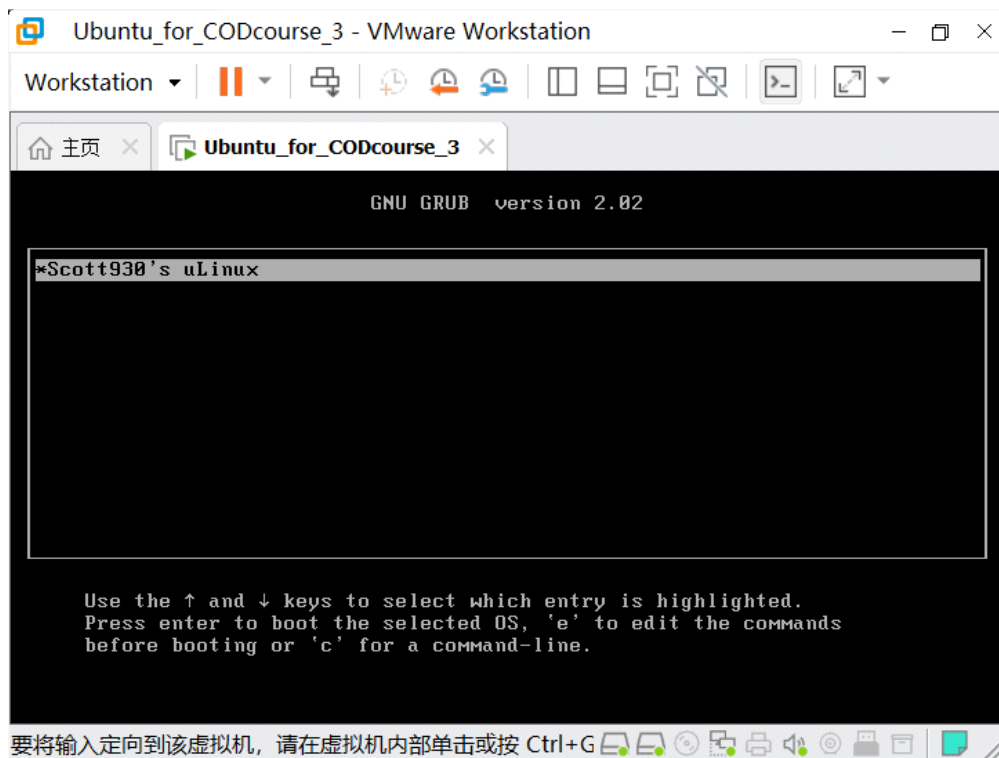 Ubuntu_for_CODcourse_3 - VMware Workstation
Workstation
主页
Ubuntu_for_CODcourse_3
GNU GRUB version 2.02
*Scott930's uLinux
Use the ↑ and ↓ keys to select which entry is highlighted.
Press enter to boot the selected OS, `e' to edit the commands
before booting or `c' for a command-line.
要将输入定向到该虚拟机，请在虚拟机内部单击或按 Ctrl+G